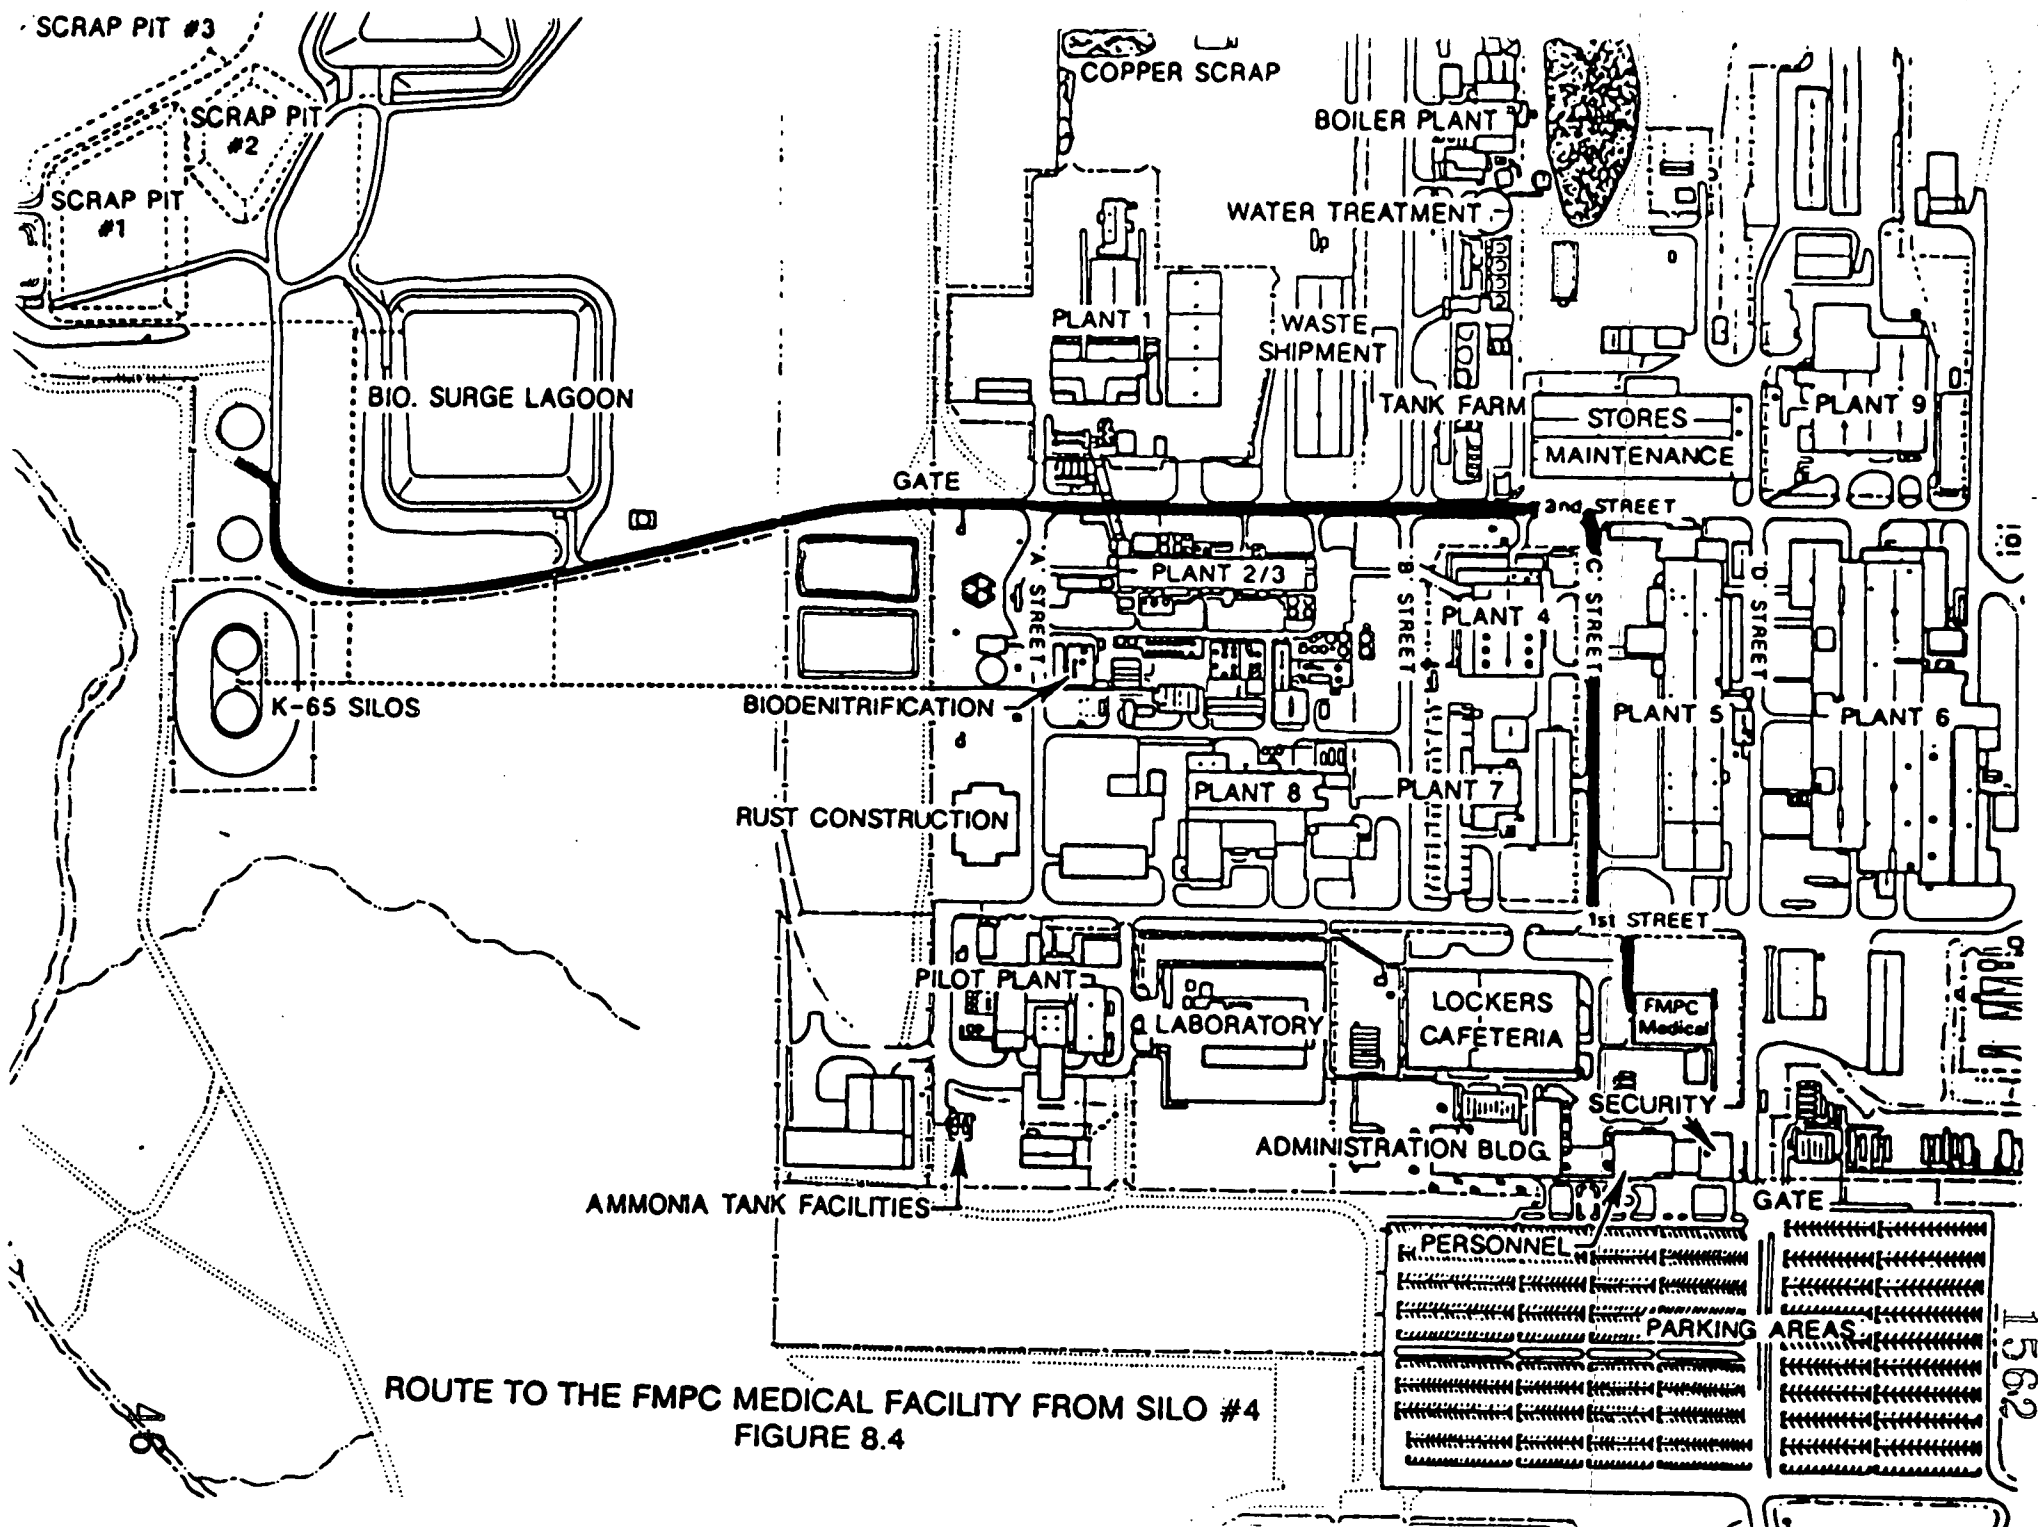 SCRAP PIT #3
COPPER SCRAP
SCRAP PIT
#2
BOILER PLANT
SCRAP PIT
#1
WATER TREATMENT
PLANT 1
WASTE
SHIPMENT
BIO. SURGE LAGOON
TANK FARM
STORES
MAINTENANCE
PLANT 9
GATE
2nd STREET
101
'A' STREET
PLANT 2/3
'B' STREET
PLANT 4
'C' STREET
'D' STREET
K-65 SILOS
BIODENITRIFICATION
PLANT 5
PLANT 6
RUST CONSTRUCTION
PLANT 8
PLANT 7
1st STREET
PILOT PLANT
LABORATORY
LOCKERS
CAFETERIA
FMPC
Medical
SECURITY
ADMINISTRATION BLDG.
AMMONIA TANK FACILITIES
GATE
PERSONNEL
PARKING AREAS
1562
ROUTE TO THE FMPC MEDICAL FACILITY FROM SILO #4
FIGURE 8.4